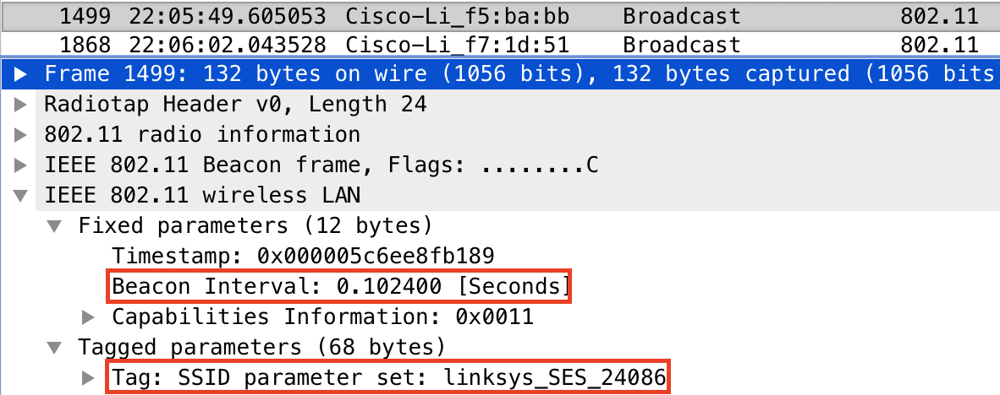 1499 22:05:49.605053 Cisco-Li_f5:ba:bb Broadcast 802.11
1868 22:06:02.043528 Cisco-Li_f7:1d:51 Broadcast 802.11
Frame 1499: 132 bytes on wire (1056 bits), 132 bytes captured (1056 bits
Radiotap Header v0, Length 24
802.11 radio information
IEEE 802.11 Beacon frame, Flags: ........C
IEEE 802.11 wireless LAN
Fixed parameters (12 bytes)
Timestamp: 0x000005c6ee8fb189
Beacon Interval: 0.102400 [Seconds]
Capabilities Information: 0x0011
Tagged parameters (68 bytes)
Tag: SSID parameter set: linksys_SES_24086